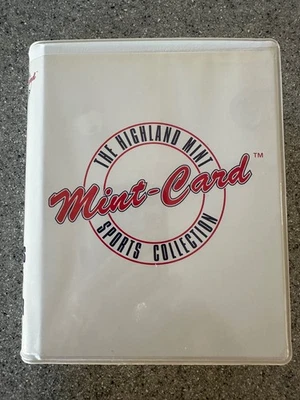 THE HIGHLAND MINT
Mint-Card™
SPORTS COLLECTION